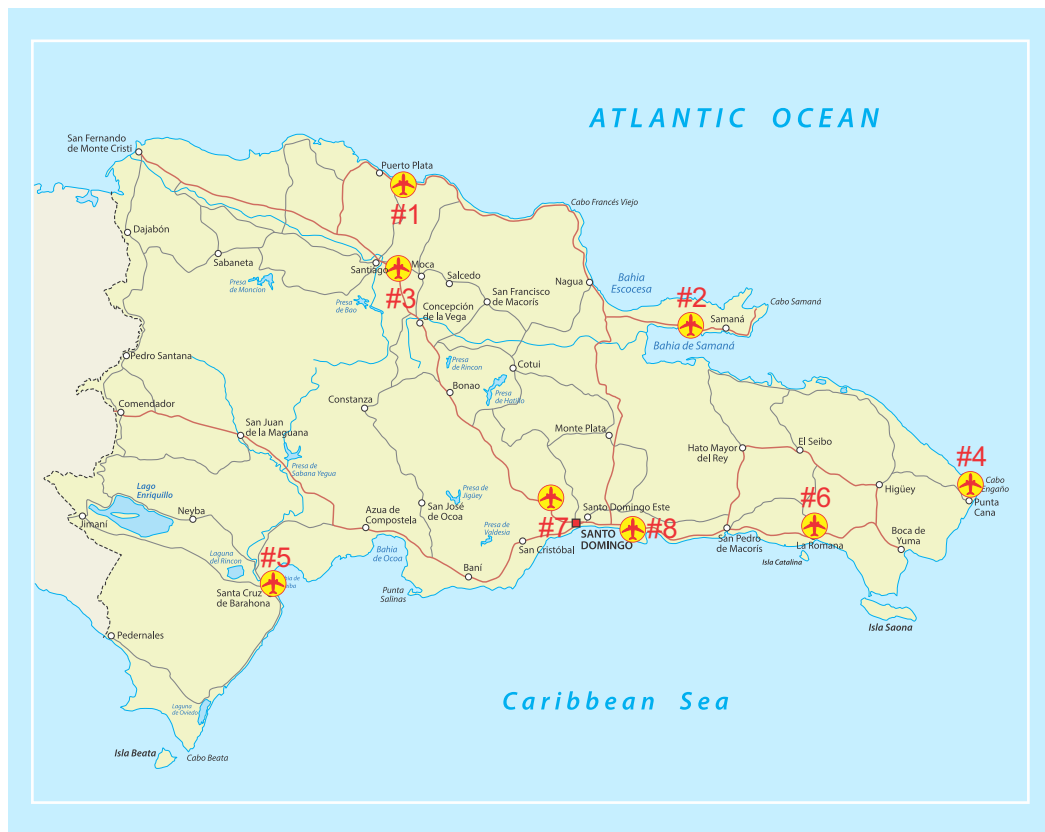 ATLANTIC OCEAN
San Fernando
de Monte Cristi
Puerto Plata
#1
Cabo Francés Viejo
Dajabón
Sabaneta
Santiago
Moca
#3
Salcedo
San Francisco
de Macorís
Nagua
Bahia
Escocesa
#2
Cabo Samaná
Samaná
Bahia de Samaná
Presa
de Moncion
Presa
de Bao
Concepción
de la Vega
Pedro Santana
Presa
de Rincon
Cotui
Bonao
Presa
de Hatillo
Constanza
Comendador
San Juan
de la Maguana
Monte Plata
Hato Mayor
del Rey
El Seibo
#4
Cabo
Engaño
Punta
Cana
Higüey
Presa de
Sabana Yegua
Lago
Enriquillo
Neyba
Jimaní
Presa de
Jigüey
San José
de Ocoa
Azua de
Compostela
Presa de
Valdesia
#7
Santo Domingo Este
SANTO
DOMINGO
#8
San Cristóbal
#6
San Pedro
de Macorís
La Romana
Boca de
Yuma
Isla Catalina
Isla Saona
Laguna
del Rincon
#5
Santa Cruz
de Barahona
Bahia
de Ocoa
Baní
Punta
Salinas
Pedernales
Laguna
de Oviedo
Isla Beata
Cabo Beata
Caribbean Sea